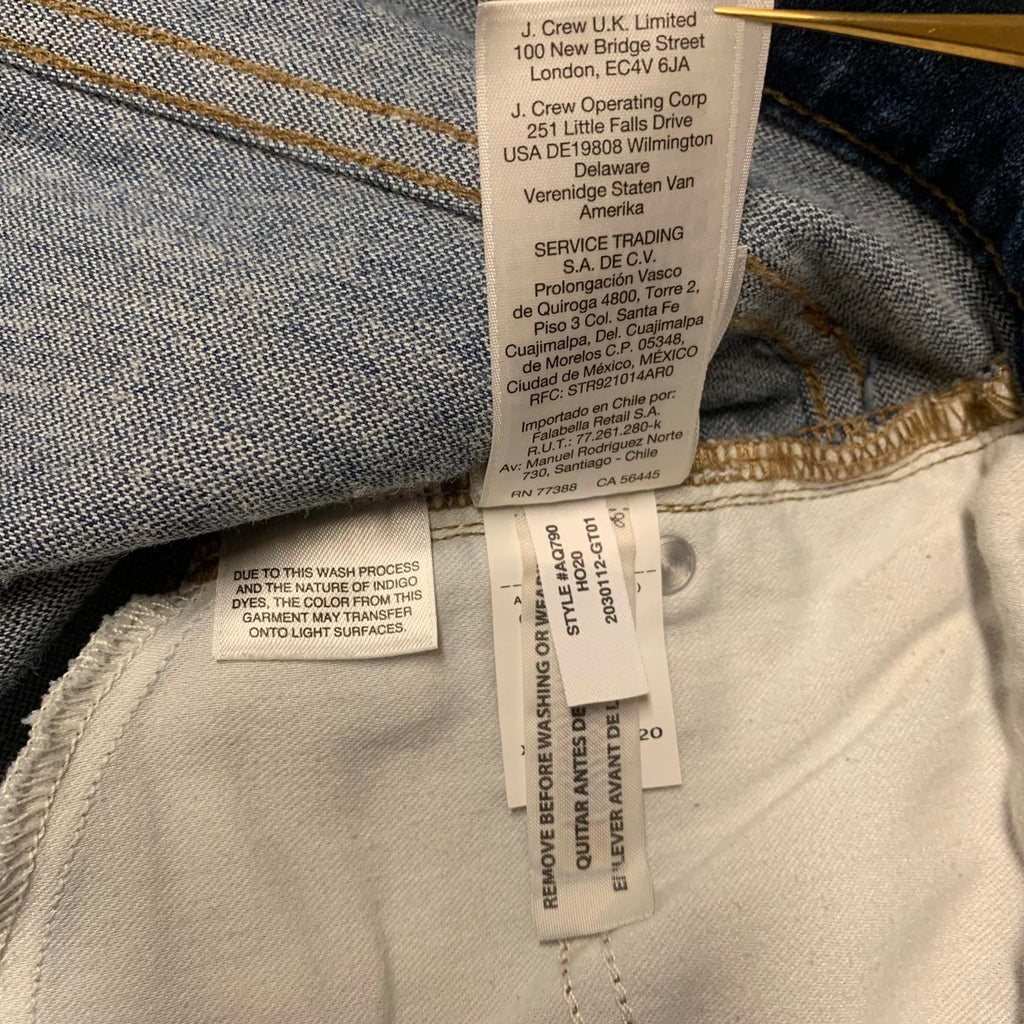 J. Crew U.K. Limited
100 New Bridge Street
London, EC4V 6JA
J. Crew Operating Corp
251 Little Falls Drive
USA DE19808 Wilmington
Delaware
Verenidge Staten Van
Amerika
SERVICE TRADING
S.A. DE C.V.
Prolongación Vasco
de Quiroga 4800, Torre 2,
Piso 3 Col. Santa Fe
Cuajimalpa, Del. Cuajimalpa
de Morelos C.P. 05348,
Ciudad de México, MÉXICO
RFC: STR921014AR0
Importado en Chile por:
Falabella Retail S.A.
R.U.T.: 77.261.280-k
Av: Manuel Rodriguez Norte
730, Santiago - Chile
RN 77388 CA 56445
DUE TO THIS WASH PROCESS
AND THE NATURE OF INDIGO
DYES, THE COLOR FROM THIS
GARMENT MAY TRANSFER
ONTO LIGHT SURFACES.
STYLE #AQ790
HO20
2030112-GT01
REMOVE BEFORE WASHING OR
QUITAR ANTES
AVANT DE
20